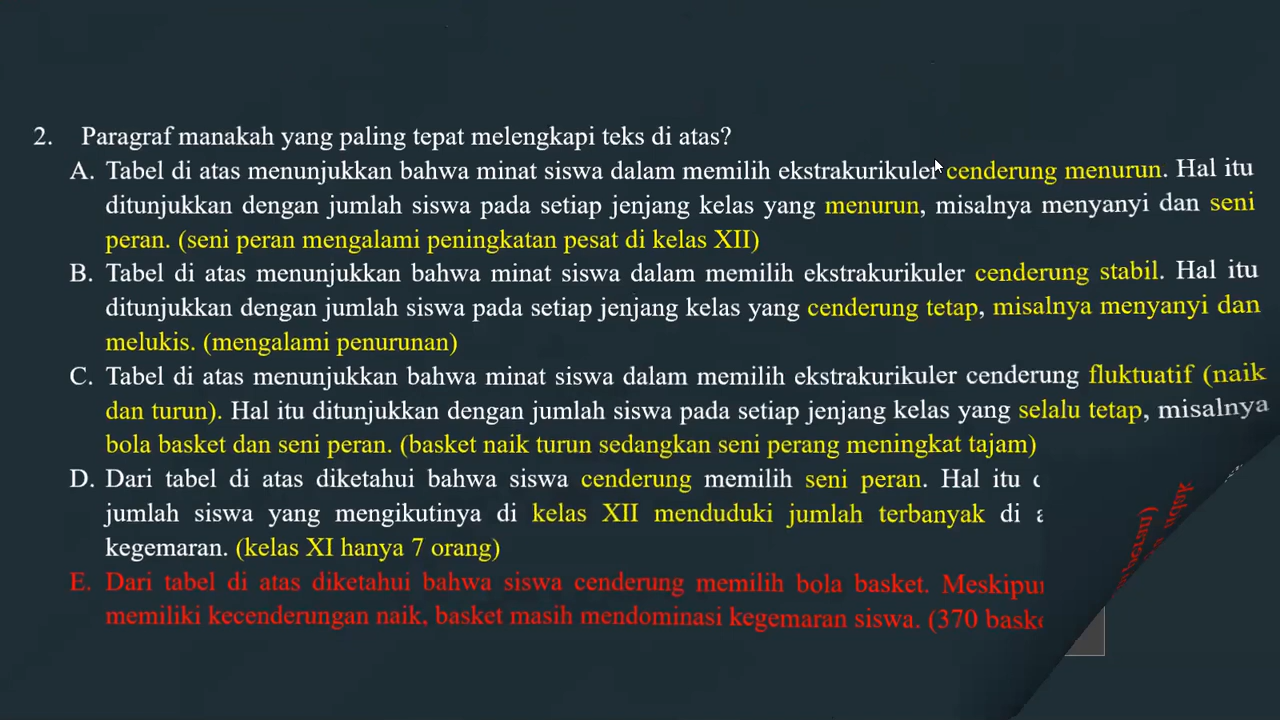 2. Paragraf manakah yang paling tepat melengkapi teks di atas?
A. Tabel di atas menunjukkan bahwa minat siswa dalam memilih ekstrakurikuler cenderung menurun. Hal itu
ditunjukkan dengan jumlah siswa pada setiap jenjang kelas yang menurun, misalnya menyanyi dan seni
peran. (seni peran mengalami peningkatan pesat di kelas XII)
B. Tabel di atas menunjukkan bahwa minat siswa dalam memilih ekstrakurikuler cenderung stabil. Hal itu
ditunjukkan dengan jumlah siswa pada setiap jenjang kelas yang cenderung tetap, misalnya menyanyi dan
melukis. (mengalami penurunan)
C. Tabel di atas menunjukkan bahwa minat siswa dalam memilih ekstrakurikuler cenderung fluktuatif (naik
dan turun). Hal itu ditunjukkan dengan jumlah siswa pada setiap jenjang kelas yang selalu tetap, misalnya
bola basket dan seni peran. (basket naik turun sedangkan seni perang meningkat tajam)
D. Dari tabel di atas diketahui bahwa siswa cenderung memilih seni peran. Hal itu
jumlah siswa yang mengikutinya di kelas XII menduduki jumlah terbanyak di
kegemaran. (kelas XI hanya 7 orang)
E. Dari tabel di atas diketahui bahwa siswa cenderung memilih bola basket.
memiliki kecenderungan naik, basket masih mendominasi kegemaran siswa. (370